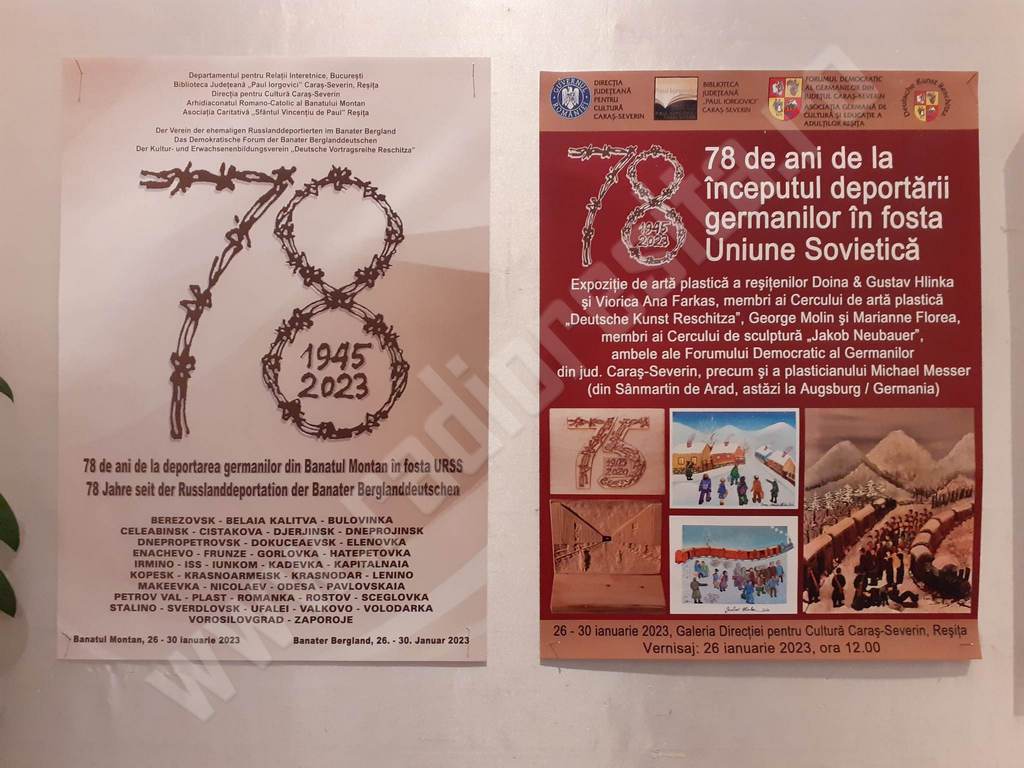 Departamentul pentru Relații Interetnice, București
Biblioteca Județeană „Paul Iorgovici” Caraș-Severin, Reșița
Direcția pentru Cultură Caraș-Severin
Arhidiaconatul Romano-Catolic al Banatului Montan
Asociația Caritativă „Sfântul Vincențiu de Paul” Reșița
Der Verein der ehemaligen Russlanddeportierten im Banater Bergland
Das Demokratische Forum der Banater Berglanddeutschen
Der Kultur- und Erwachsenenbildungsverein „Deutsche Vortragsreihe Reschitza”
78
1945
2023
78 de ani de la deportarea germanilor din Banatul Montan în fosta URSS
78 Jahre seit der Russlanddeportation der Banater Berglanddeutschen
BEREZOVSK - BELAIA KALITVA - BULOVINKA
CELEABINSK - CISTAKOVA - DJERJINSK - DNEPROJINSK
DNEPROPETROVSK - DOKUCEAEVSK - ELENOVKA
ENACHEVO - FRUNZE - GORLOVKA - HATEPETOVKA
IRMINO - ISS - IUNKOM - KADEVKA - KAPITALNAIA
KOPESK - KRASNOARMEISK - KRASNODAR - LENINO
MAKEEVKA - NICOLAEV - ODESA - PAVLOVSKAIA
PETROV VAL - PLAST - ROMANKA - ROSTOV - SCEGLOVKA
STALINO - SVERDLOVSK - UFALEI - VALKOVO - VOLODARKA
VOROSILOVGRAD - ZAPOROJE
Banatul Montan, 26 - 30 ianuarie 2023
Banater Bergland, 26. - 30. Januar 2023
GUVERNUL ROMÂNIEI
DIRECȚIA
JUDEȚEANĂ
PENTRU
CULTURĂ
CARAȘ-SEVERIN
BIBLIOTECA
JUDEȚEANĂ
„PAUL IORGOVICI”
CARAȘ-SEVERIN
FORUMUL DEMOCRATIC
AL GERMANILOR DIN
JUDEȚUL CARAȘ-SEVERIN
ASOCIAȚIA GERMANĂ DE
CULTURĂ ȘI EDUCAȚIE A
ADULȚILOR REȘIȚA
Deutsche Kunst Reschitza
78
1945
2023
78 de ani de la
începutul deportării
germanilor în fosta
Uniune Sovietică
Expoziție de artă plastică a reșițenilor Doina & Gustav Hlinka
și Viorica Ana Farkas, membri ai Cercului de artă plastică
„Deutsche Kunst Reschitza”, George Molin și Marianne Florea,
membri ai Cercului de sculptură „Jakob Neubauer”,
ambele ale Forumului Democratic al Germanilor
din jud. Caraș-Severin, precum și a plasticianului Michael Messer
(din Sânmartin de Arad, astăzi la Augsburg / Germania)
75
1945
2020
26 - 30 ianuarie 2023, Galeria Direcției pentru Cultură Caraș-Severin, Reșița
Vernisaj: 26 ianuarie 2023, ora 12.00